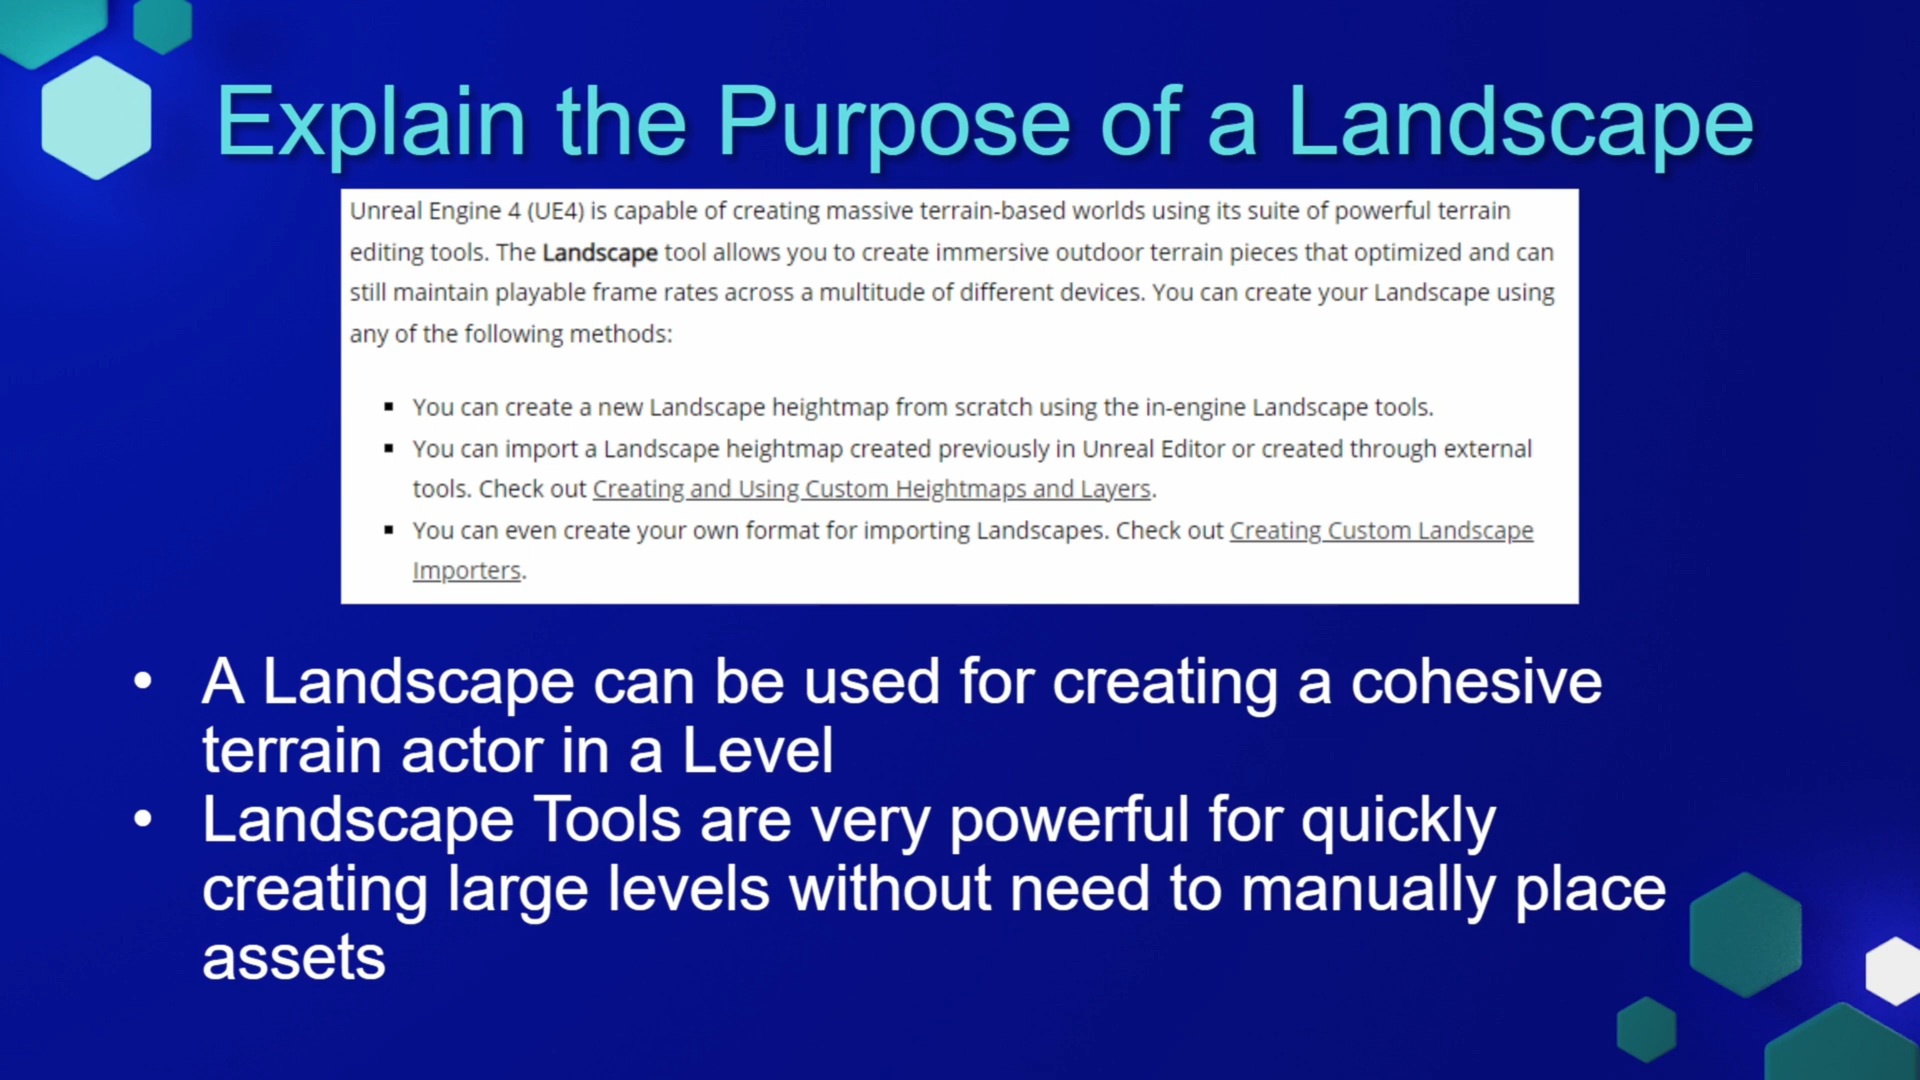 Explain the Purpose of a Landscape
Unreal Engine 4 (UE4) is capable of creating massive terrain-based worlds using its suite of powerful terrain
editing tools. The Landscape tool allows you to create immersive outdoor terrain pieces that optimized and can
still maintain playable frame rates across a multitude of different devices. You can create your Landscape using
any of the following methods:
▪ You can create a new Landscape heightmap from scratch using the in-engine Landscape tools.
▪ You can import a Landscape heightmap created previously in Unreal Editor or created through external
tools. Check out Creating and Using Custom Heightmaps and Layers.
▪ You can even create your own format for importing Landscapes. Check out Creating Custom Landscape
Importers.
• A Landscape can be used for creating a cohesive
terrain actor in a Level
• Landscape Tools are very powerful for quickly
creating large levels without need to manually place
assets